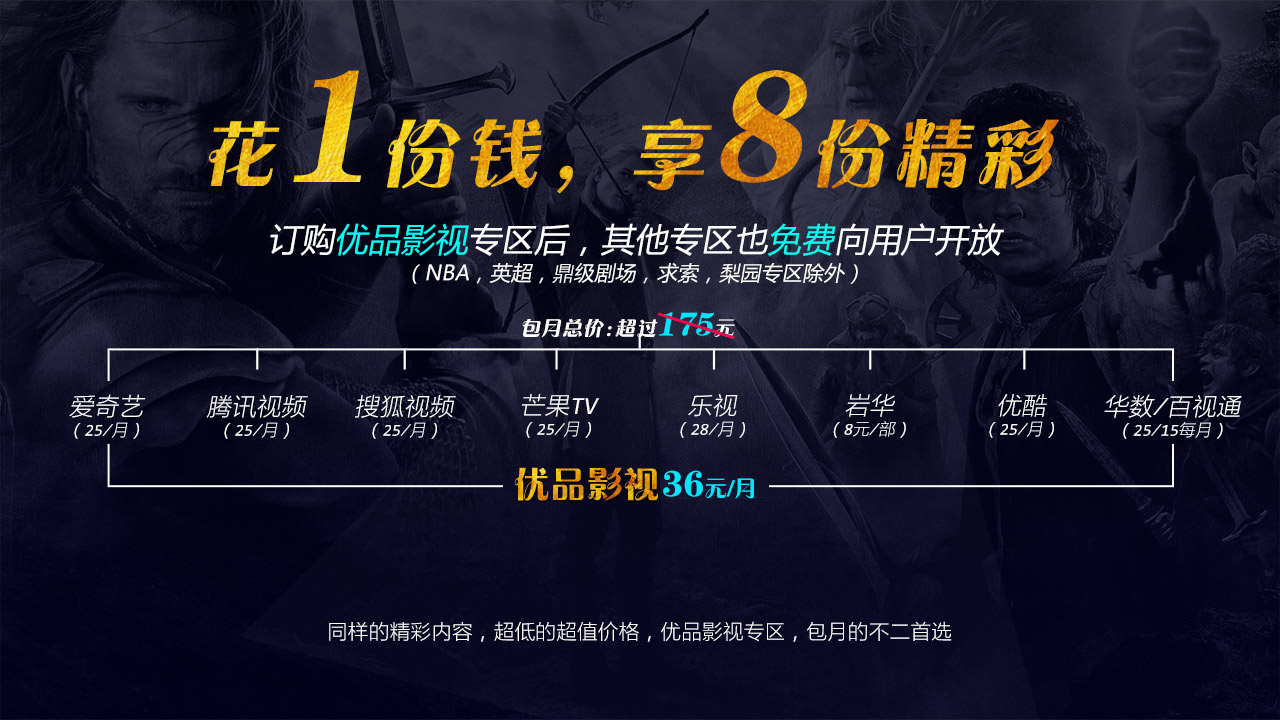 花1份钱，享8份精彩
订购优品影视专区后，其他专区也免费向用户开放
（NBA，英超，鼎级剧场，求索，梨园专区除外）
包月总价:超过175元
爱奇艺 腾讯视频 搜狐视频 芒果TV 乐视 岩华 优酷 华数/百视通
（25/月） （25/月） （25/月） （25/月） （28/月） （8元/部） （25/月） （25/15每月）
优品影视36元/月
同样的精彩内容，超低的超值价格，优品影视专区，包月的不二首选